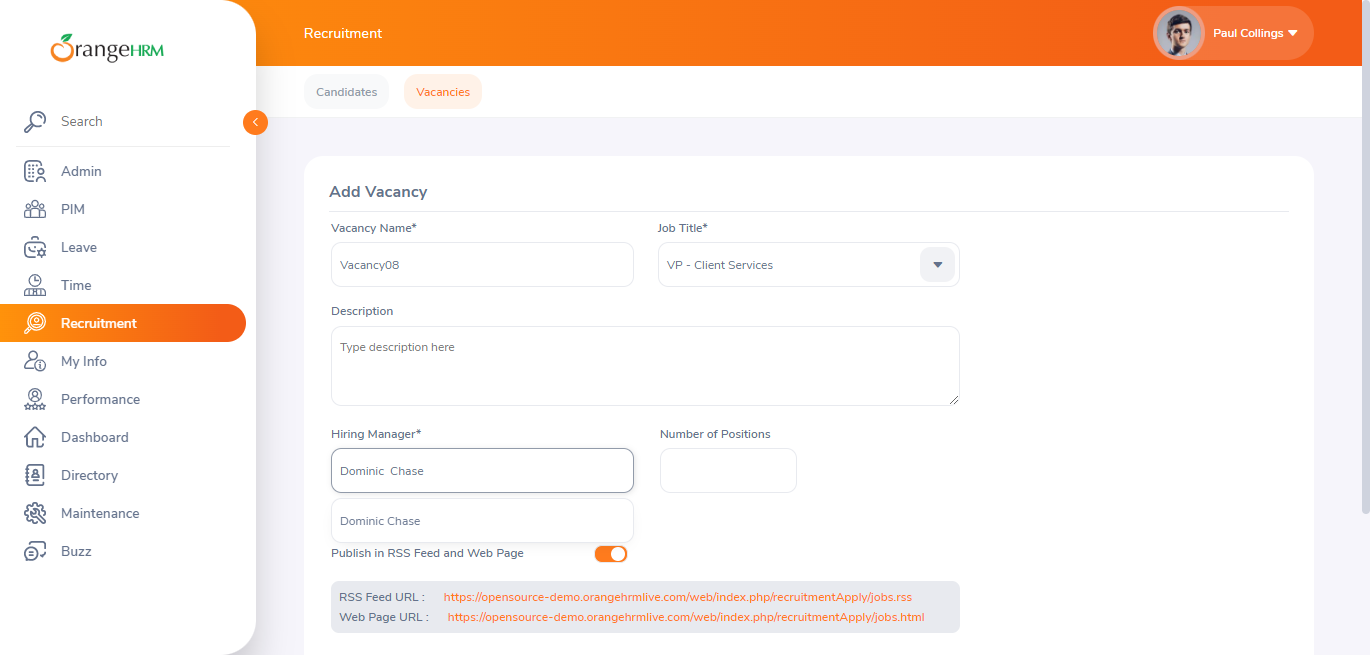 OrangeHRM
Recruitment
Paul Collings
Candidates
Vacancies
Search
Admin
PIM
Leave
Time
Recruitment
My Info
Performance
Dashboard
Directory
Maintenance
Buzz
Add Vacancy
Vacancy Name*
Job Title*
Vacancy08
VP - Client Services
Description
Type description here
Hiring Manager*
Number of Positions
Dominic  Chase
Dominic Chase
Publish in RSS Feed and Web Page
RSS Feed URL : https://opensource-demo.orangehrmlive.com/web/index.php/recruitmentApply/jobs.rss
Web Page URL : https://opensource-demo.orangehrmlive.com/web/index.php/recruitmentApply/jobs.html